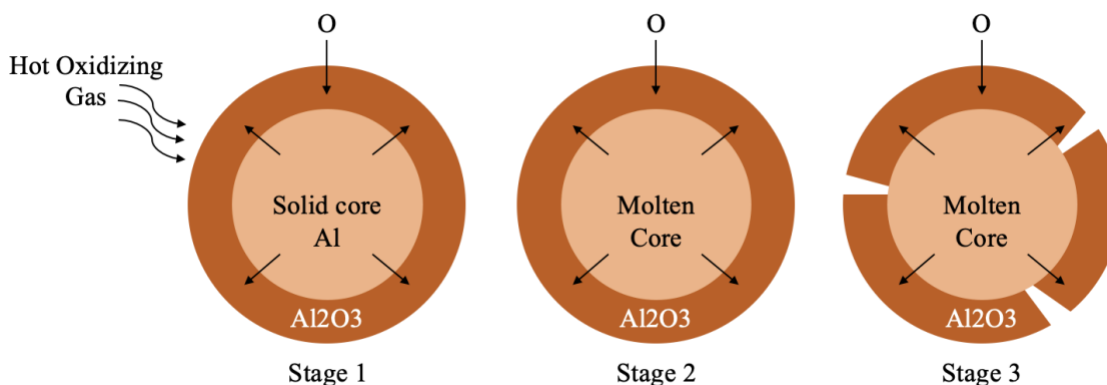 O
O
O
Hot Oxidizing
Gas
Solid core
Al
Molten
Core
Molten
Core
Al2O3
Al2O3
Al2O3
Stage 1
Stage 2
Stage 3